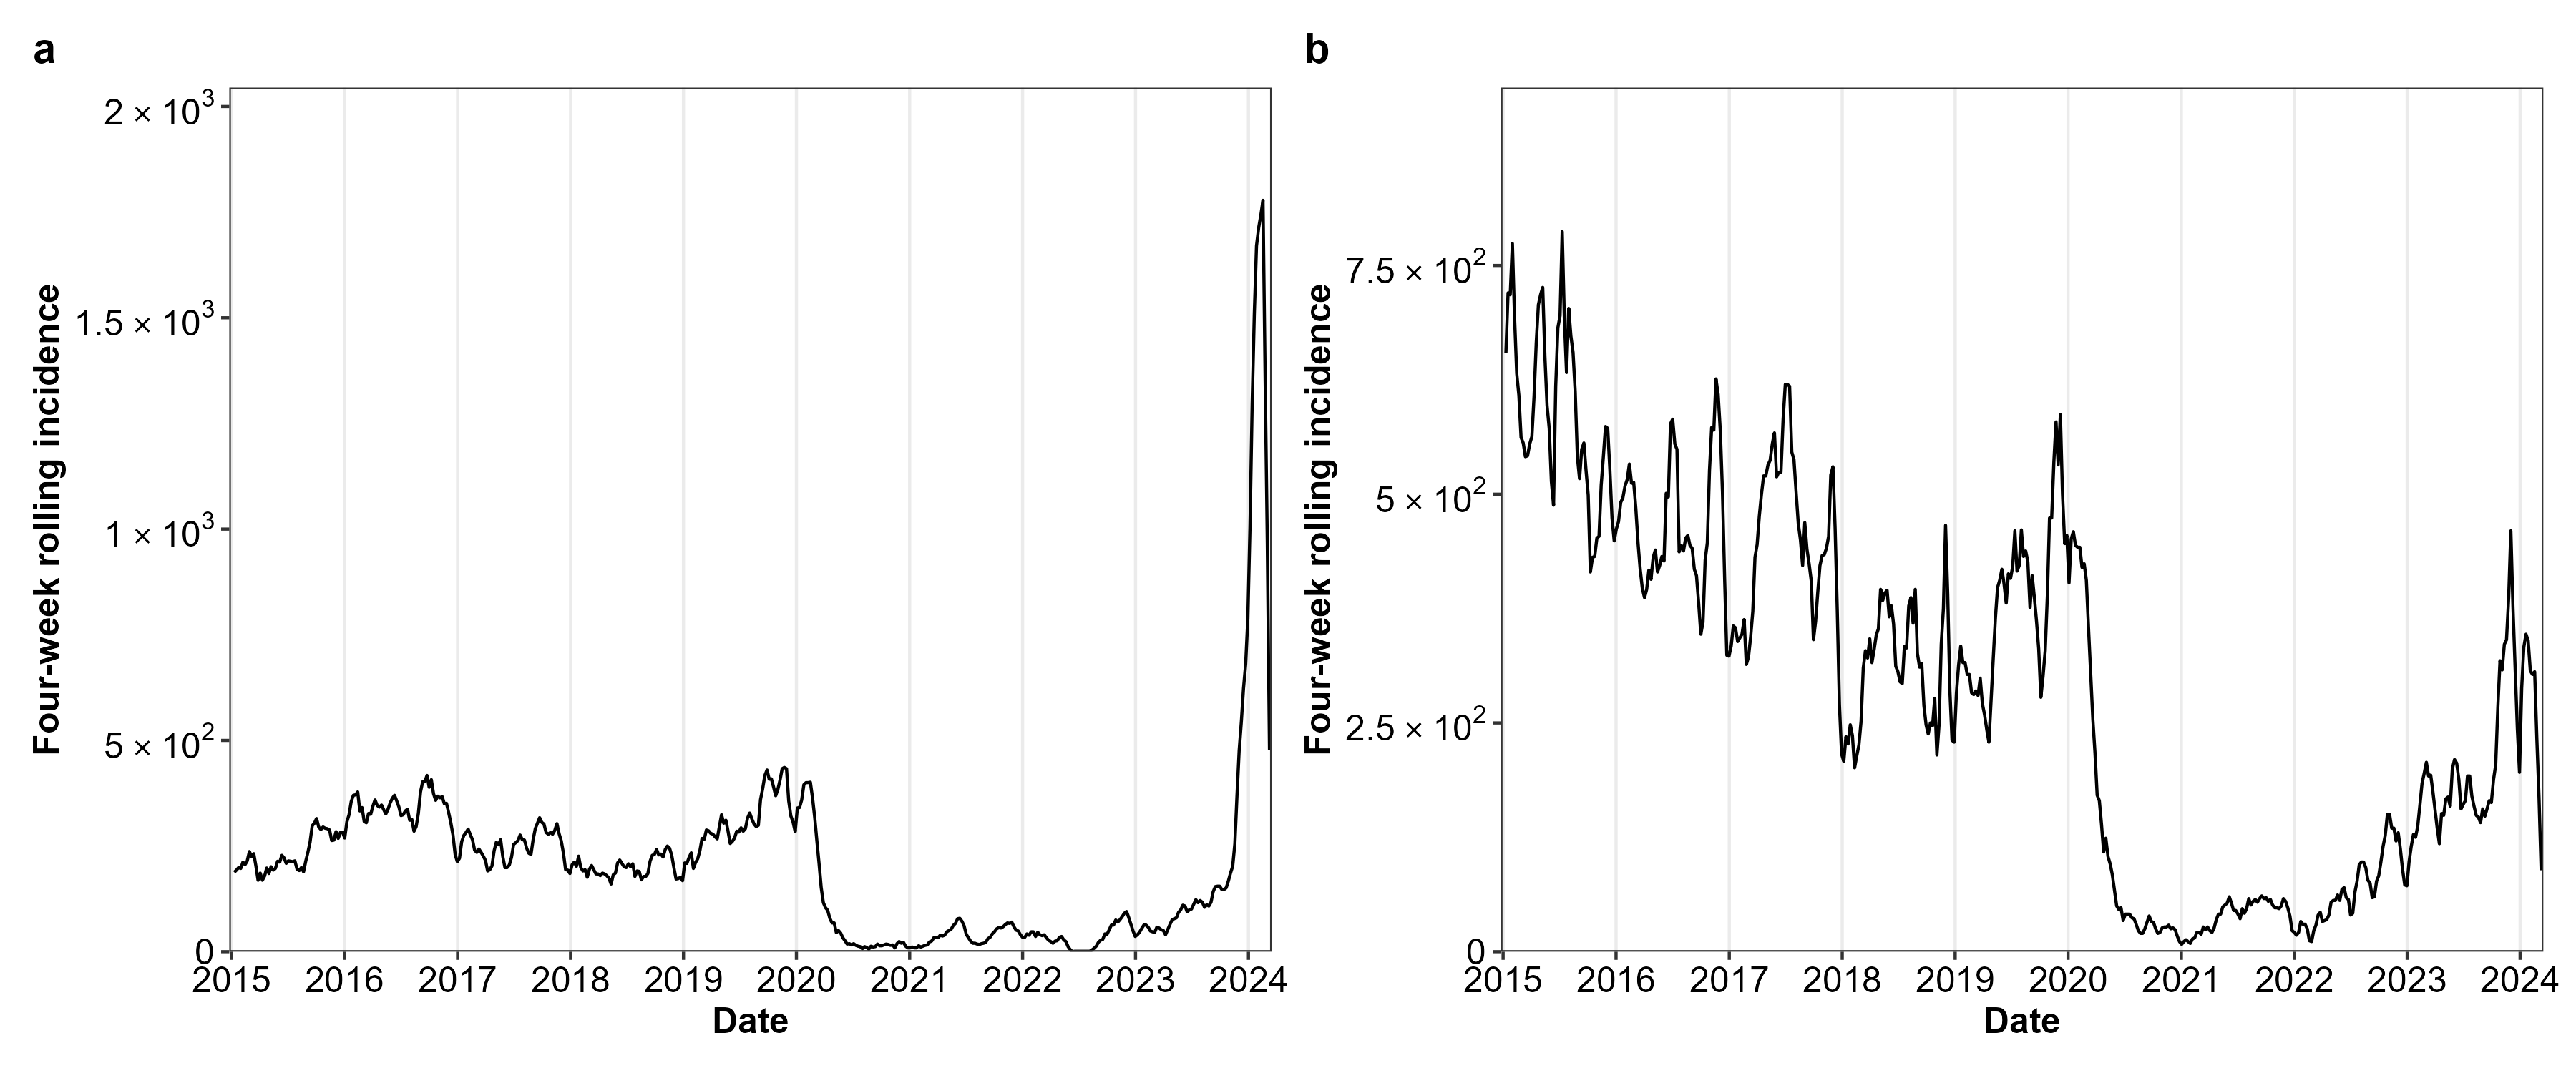 a
2 × 10³
1.5 × 10³
1 × 10³
5 × 10²
0
Four-week rolling incidence
2015 2016 2017 2018 2019 2020 2021 2022 2023 2024
Date
b
7.5 × 10²
5 × 10²
2.5 × 10²
0
Four-week rolling incidence
2015 2016 2017 2018 2019 2020 2021 2022 2023 2024
Date